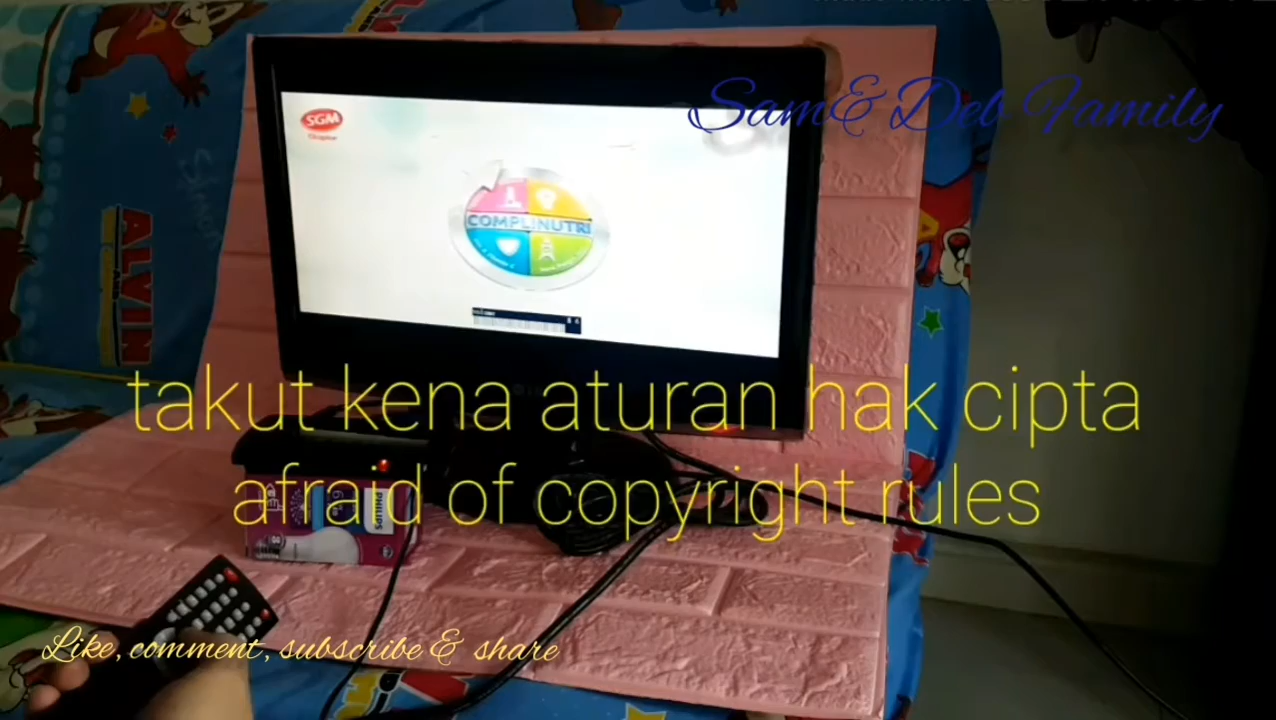 Sam& Deb Family
SGM
COMPLINUTRI
takut kena aturan hak cipta
afraid of copyright rules
PHILIPS
ALVIN
Like, comment, subscribe & share